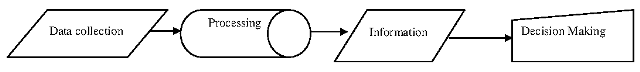 Data collection
Processing
Information
Decision Making